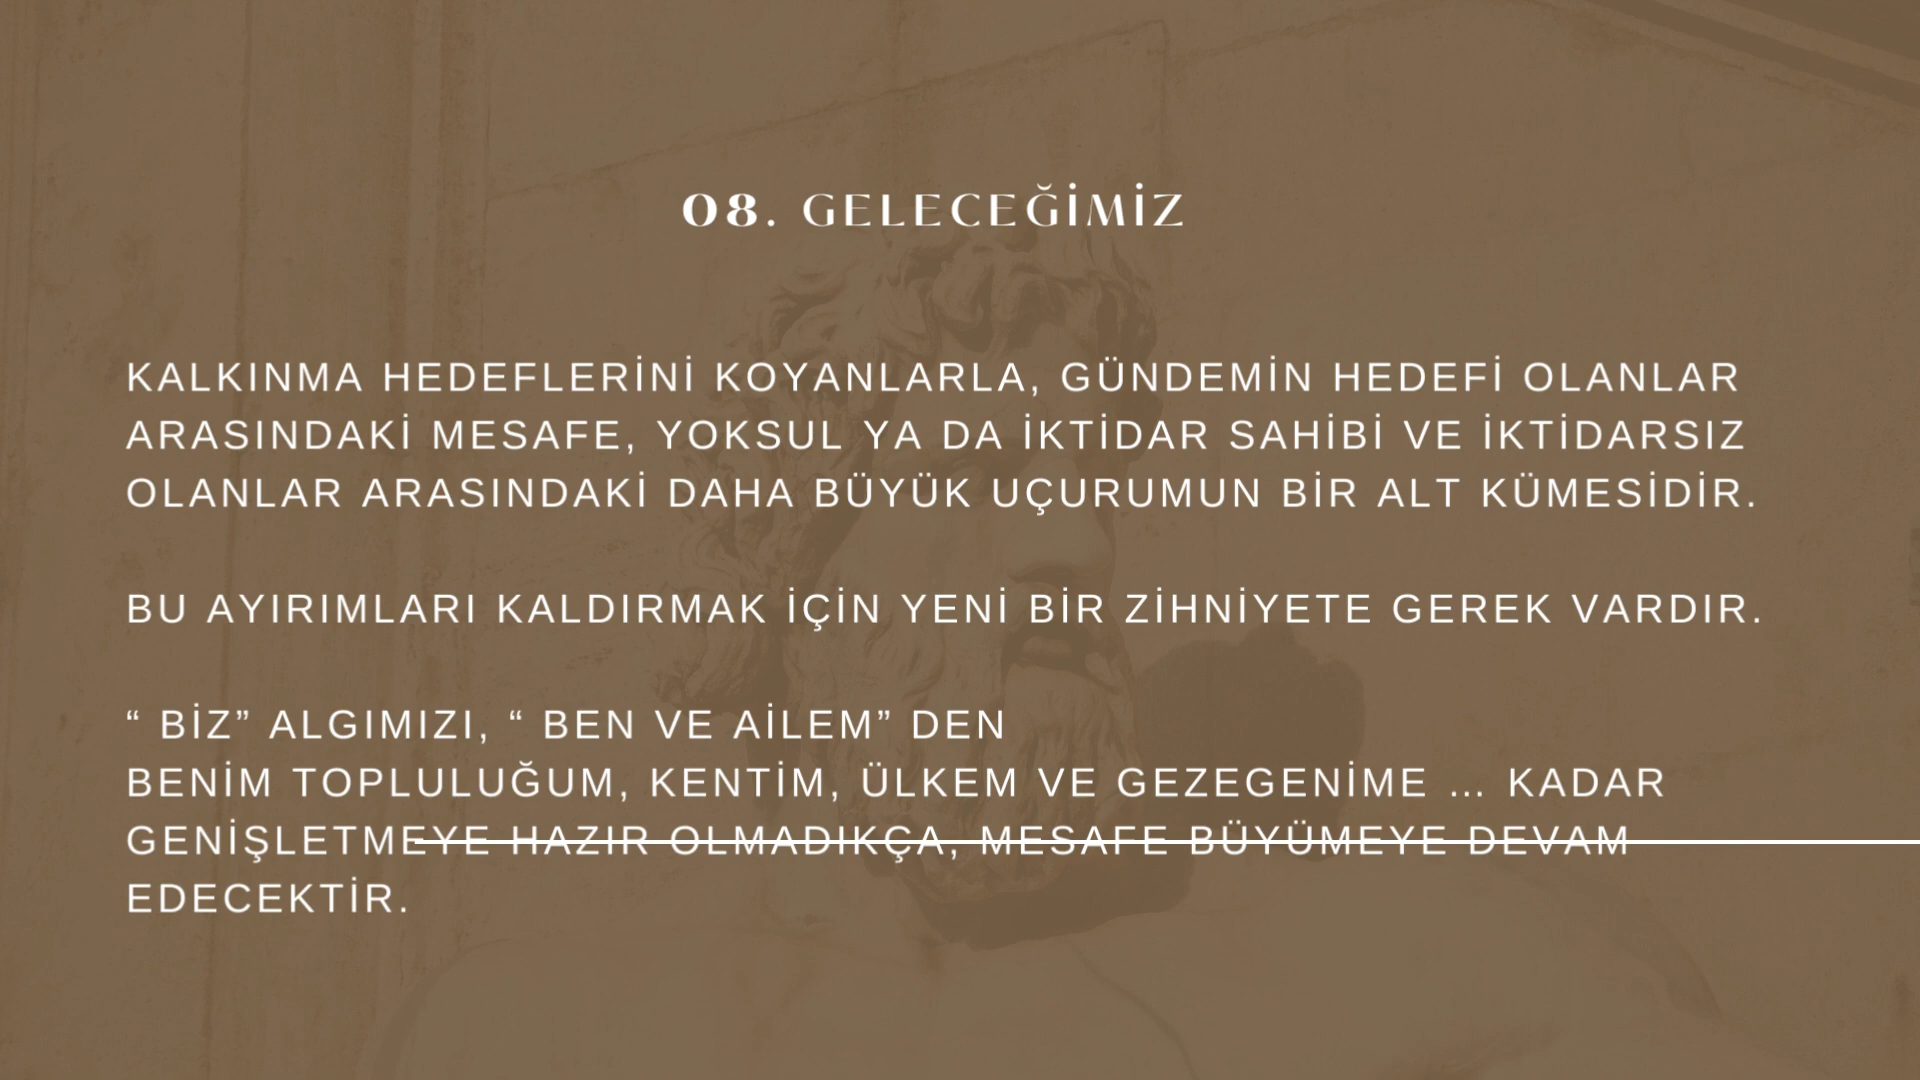 08. GELECEĞİMİZ
KALKINMA HEDEFLERİNİ KOYANLARLA, GÜNDEMİN HEDEFİ OLANLAR
ARASINDAKİ MESAFE, YOKSUL YA DA İKTİDAR SAHİBİ VE İKTİDARSIZ
OLANLAR ARASINDAKİ DAHA BÜYÜK UÇURUMUN BİR ALT KÜMESİDİR.
BU AYIRIMLARI KALDIRMAK İÇİN YENİ BİR ZİHNİYETE GEREK VARDIR.
“ BİZ” ALGIMIZI, “ BEN VE AİLEM” DEN
BENİM TOPLULUĞUM, KENTİM, ÜLKEM VE GEZEGENİME ... KADAR
GENİŞLETMEYE HAZIR OLMADIKÇA, MESAFE BÜYÜMEYE DEVAM
EDECEKTİR.